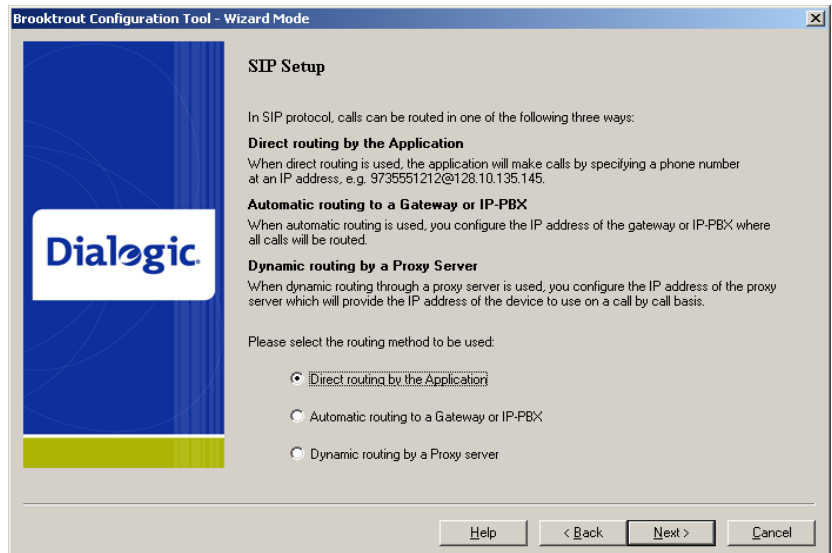 Brooktrout Configuration Tool - Wizard Mode
SIP Setup
In SIP protocol, calls can be routed in one of the following three ways:
Direct routing by the Application
When direct routing is used, the application will make calls by specifying a phone number
at an IP address, e.g. 9735551212@128.10.135.145.
Automatic routing to a Gateway or IP-PBX
When automatic routing is used, you configure the IP address of the gateway or IP-PBX where
all calls will be routed.
Dynamic routing by a Proxy Server
When dynamic routing through a proxy server is used, you configure the IP address of the proxy
server which will provide the IP address of the device to use on a call by call basis.
Dialogic.
Please select the routing method to be used:
Direct routing by the Application
Automatic routing to a Gateway or IP-PBX
Dynamic routing by a Proxy server
Help
< Back
Next >
Cancel